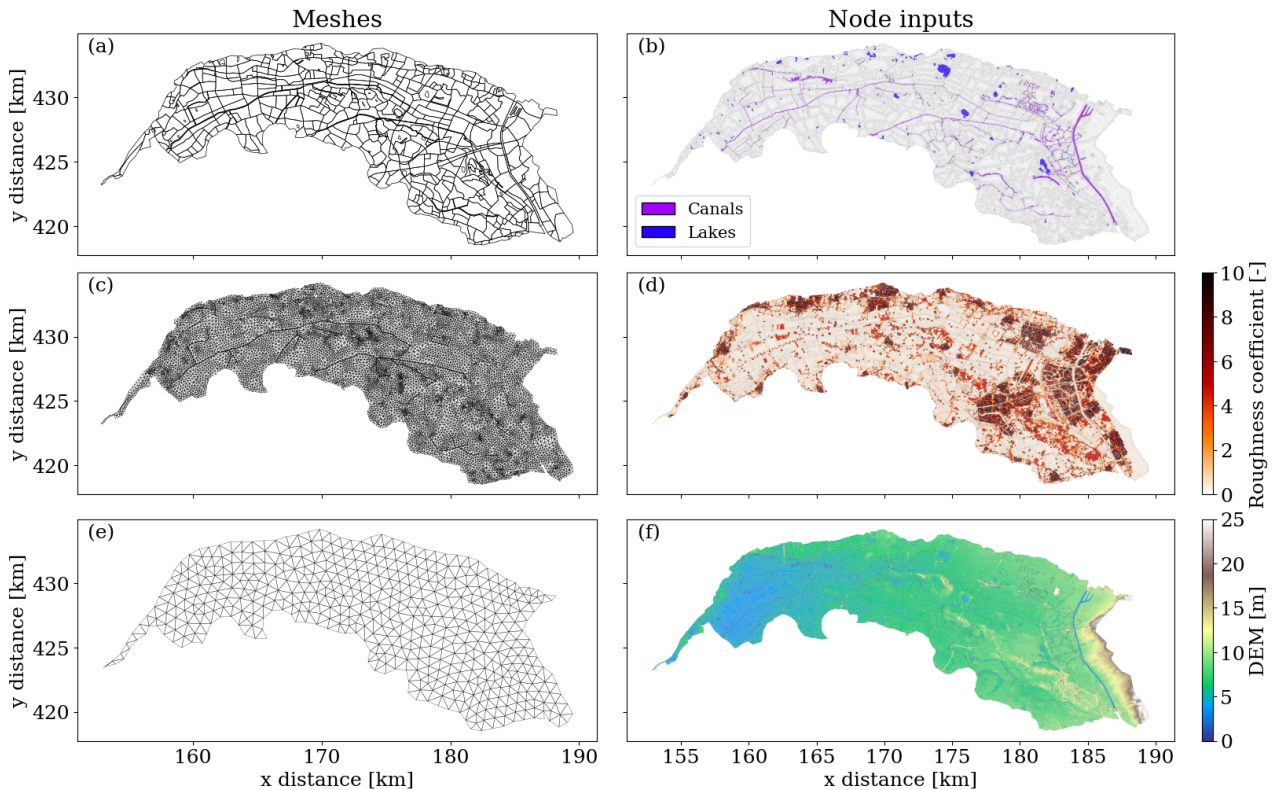 Meshes
Node inputs
(a)
(b)
y distance [km]
430
425
420
Canals
Lakes
(c)
(d)
y distance [km]
430
425
420
10
8
6
4
2
0
Roughness coefficient [-]
(e)
(f)
y distance [km]
430
425
420
25
20
15
10
5
0
DEM [m]
160
170
180
190
155
160
165
170
175
180
185
190
x distance [km]
x distance [km]